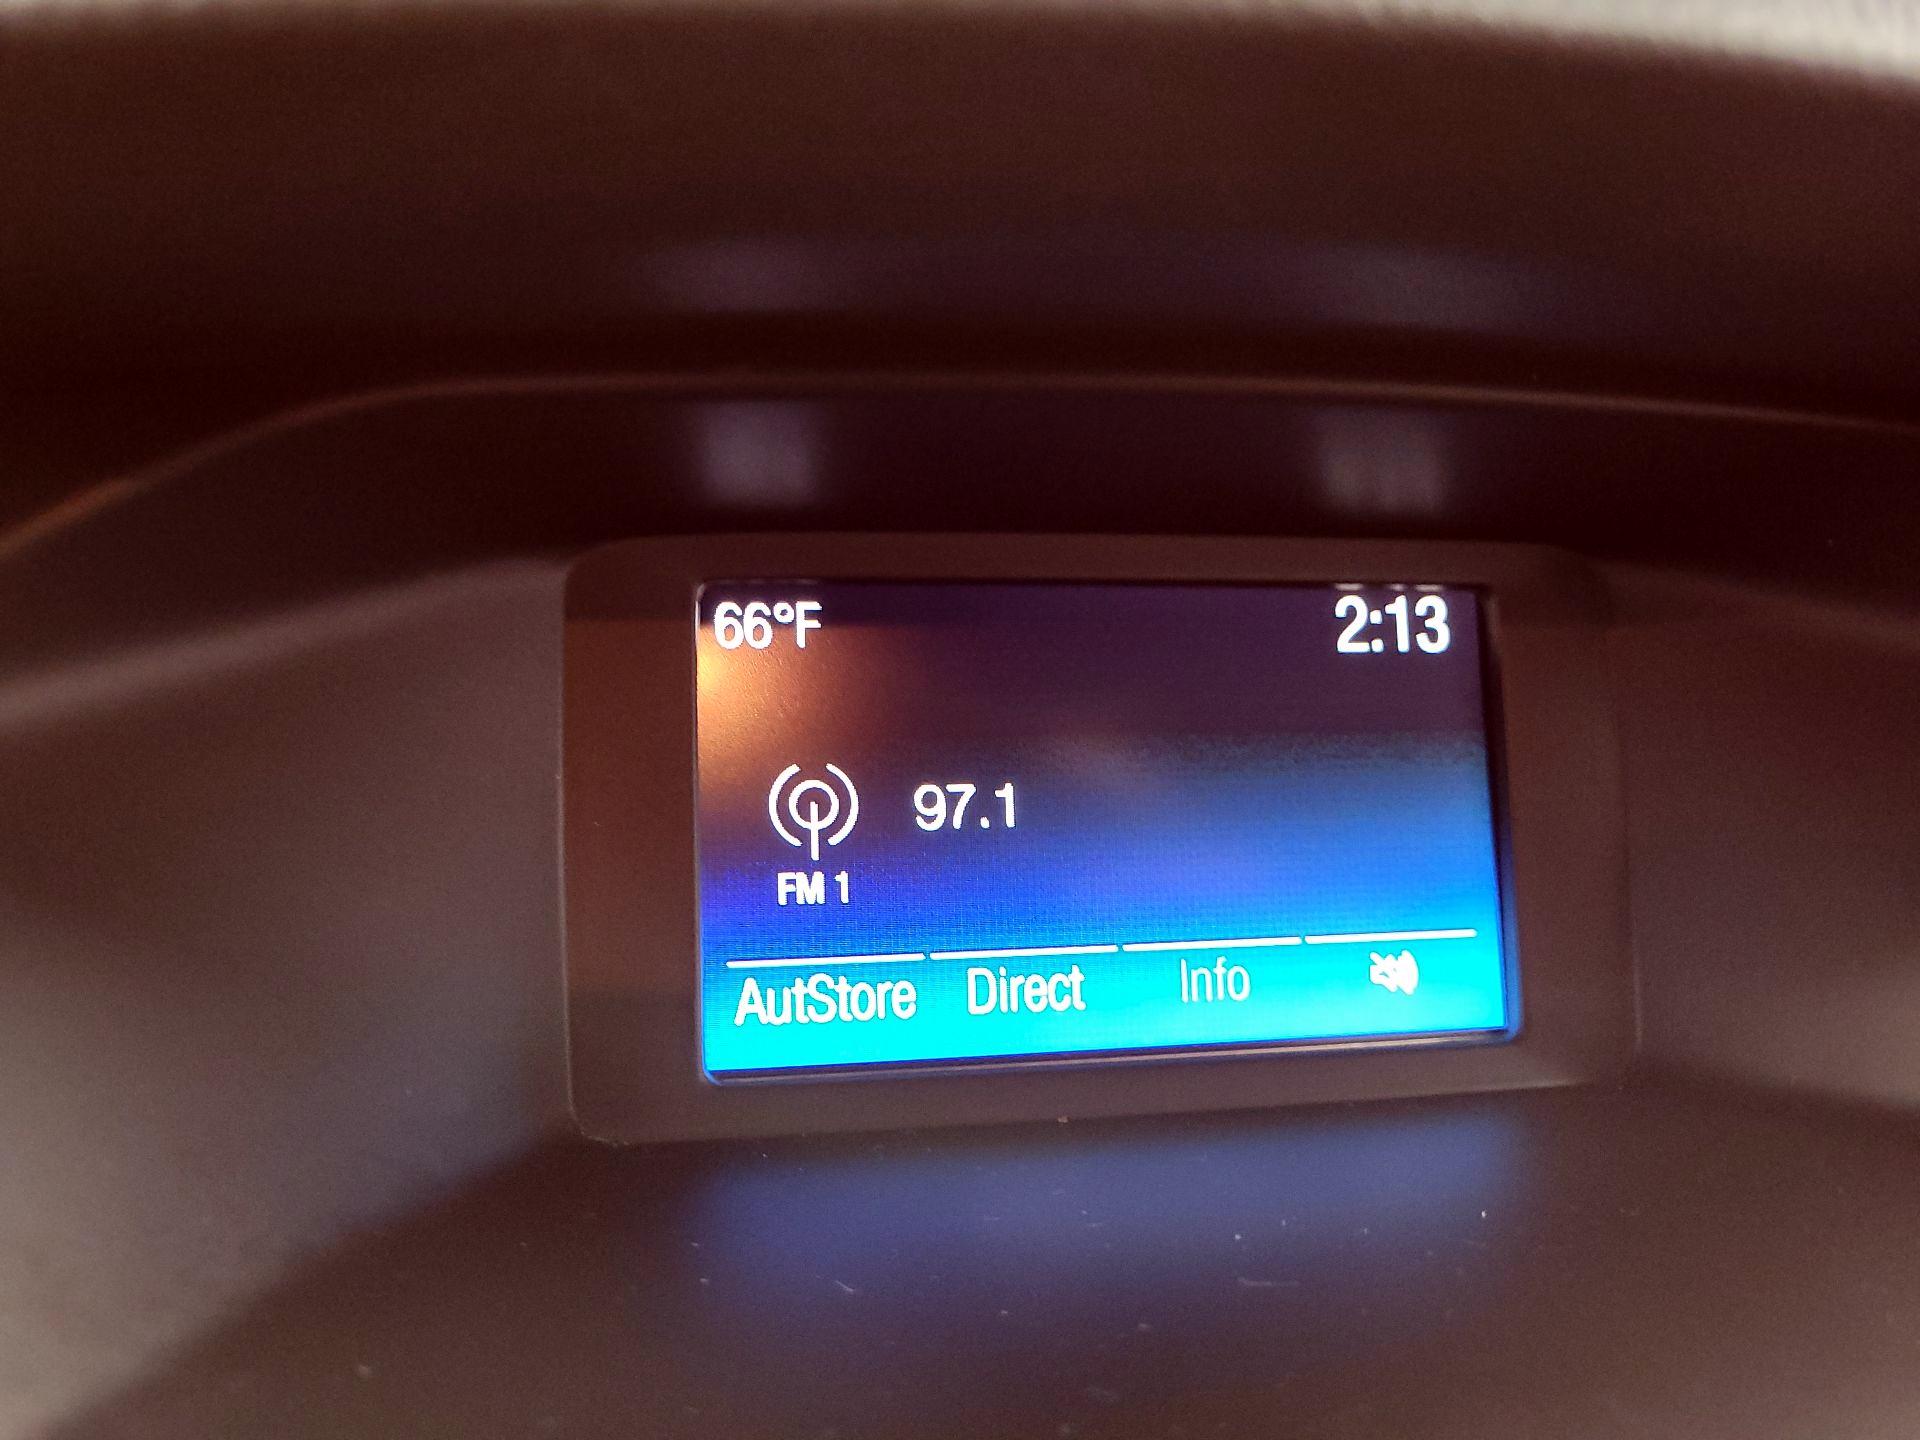 66°F 2:13
97.1
FM 1
AutStore Direct Info